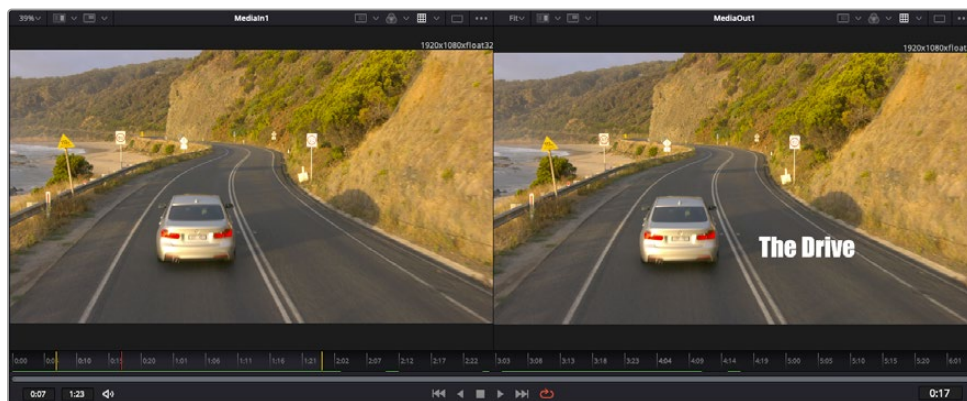 39% MediaIn1 Fit MediaOut1
1920x1080xfloat32 1920x1080xfloat32
The Drive
0:00 0:10 0:20 1:01 1:06 1:11 1:16 1:21 2:02 2:07 2:12 2:17 2:22 3:03 3:08 3:13 3:18 3:23 4:04 4:09 4:14 4:19 5:00 5:05 5:10 5:15 5:20 6:01
0:07 1:23 0:17